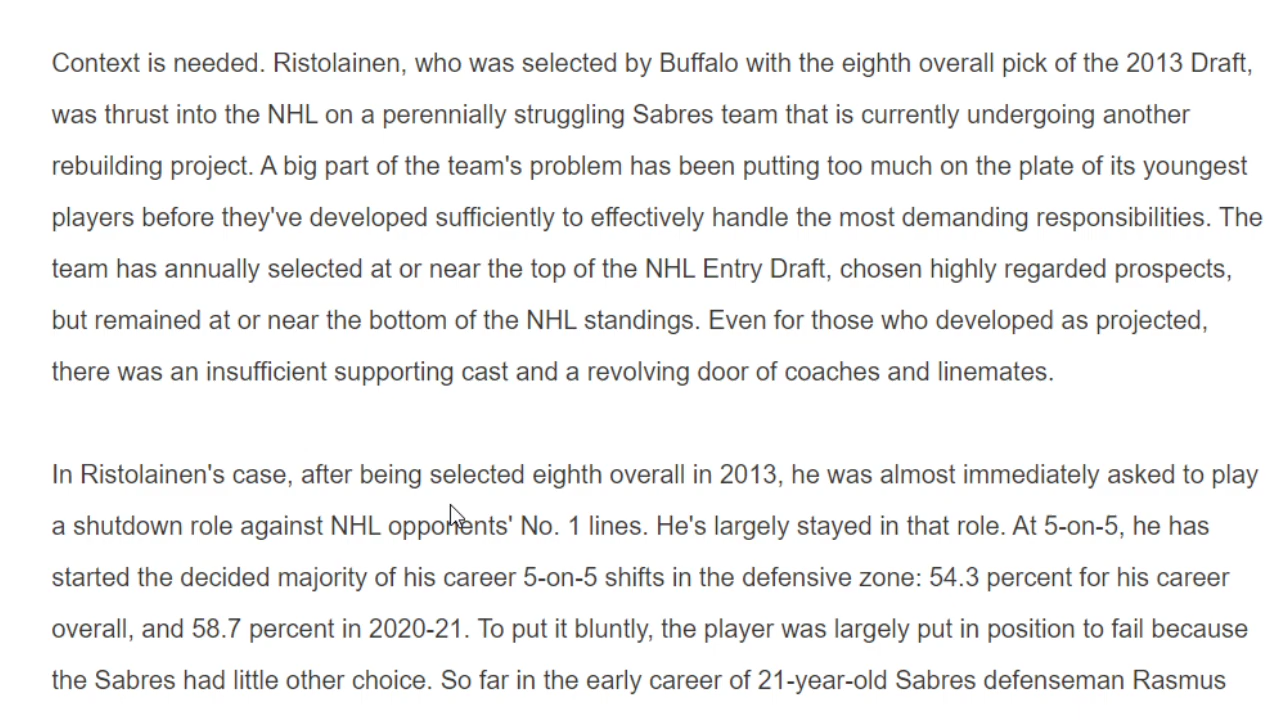 Context is needed. Ristolainen, who was selected by Buffalo with the eighth overall pick of the 2013 Draft,
was thrust into the NHL on a perennially struggling Sabres team that is currently undergoing another
rebuilding project. A big part of the team's problem has been putting too much on the plate of its youngest
players before they've developed sufficiently to effectively handle the most demanding responsibilities. The
team has annually selected at or near the top of the NHL Entry Draft, chosen highly regarded prospects,
but remained at or near the bottom of the NHL standings. Even for those who developed as projected,
there was an insufficient supporting cast and a revolving door of coaches and linemates.
In Ristolainen's case, after being selected eighth overall in 2013, he was almost immediately asked to play
a shutdown role against NHL opponents' No. 1 lines. He's largely stayed in that role. At 5-on-5, he has
started the decided majority of his career 5-on-5 shifts in the defensive zone: 54.3 percent for his career
overall, and 58.7 percent in 2020-21. To put it bluntly, the player was largely put in position to fail because
the Sabres had little other choice. So far in the early career of 21-year-old Sabres defenseman Rasmus